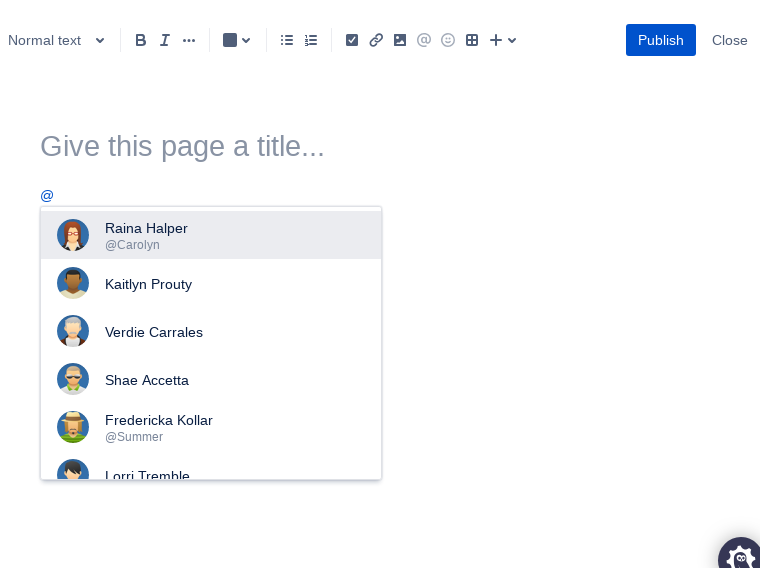 Normal text
Publish
Close
Give this page a title...
@
Raina Halper
@Carolyn
Kaitlyn Prouty
Verdie Carrales
Shae Accetta
Fredericka Kollar
@Summer
Lorri Tremble